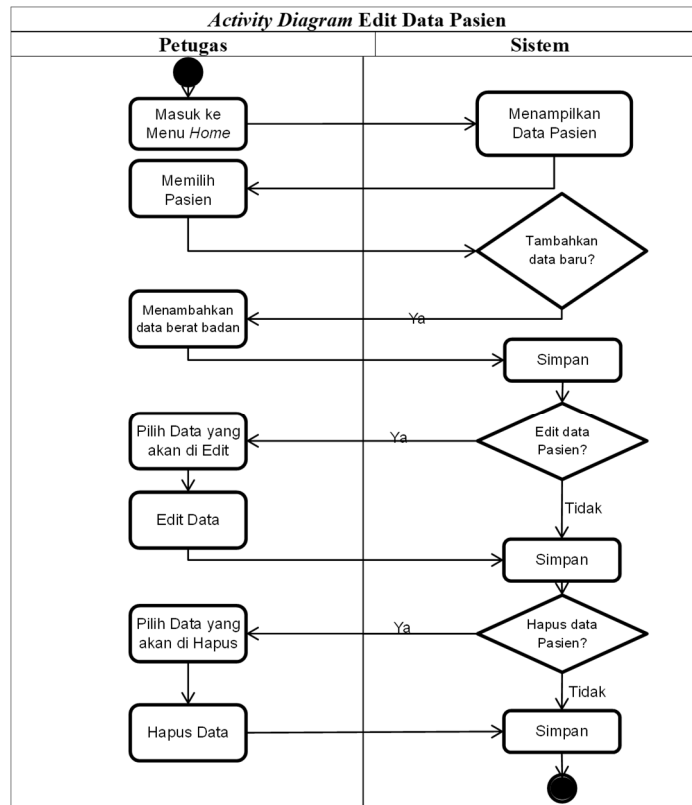 Activity Diagram Edit Data Pasien
Petugas
Sistem
Masuk ke
Menu Home
Menampilkan
Data Pasien
Memilih
Pasien
Tambahkan
data baru?
Menambahkan
data berat badan
Ya
Simpan
Pilih Data yang
akan di Edit
Ya
Edit data
Pasien?
Edit Data
Tidak
Simpan
Pilih Data yang
akan di Hapus
Ya
Hapus data
Pasien?
Tidak
Hapus Data
Simpan